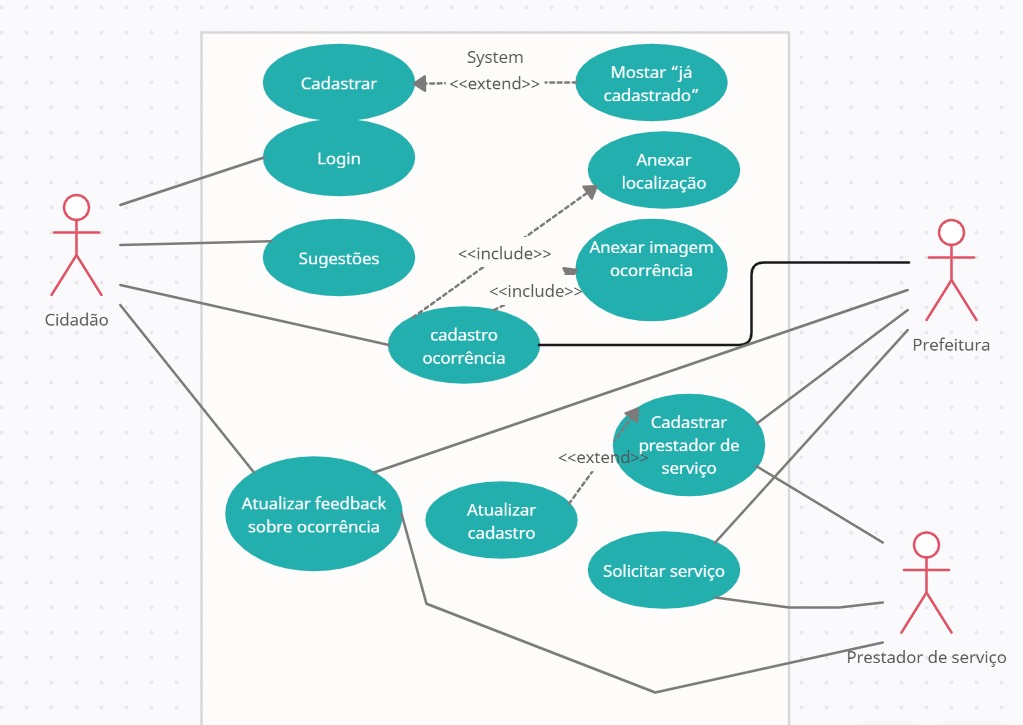 System
Cadastrar
<<extend>>
Mostar “já
cadastrado”
Login
Anexar
localização
Sugestões
<<include>>
Anexar imagem
ocorrência
<<include>>
Cidadão
cadastro
ocorrência
Prefeitura
Cadastrar
prestador de
serviço
<<extend>>
Atualizar feedback
sobre ocorrência
Atualizar
cadastro
Solicitar serviço
Prestador de serviço